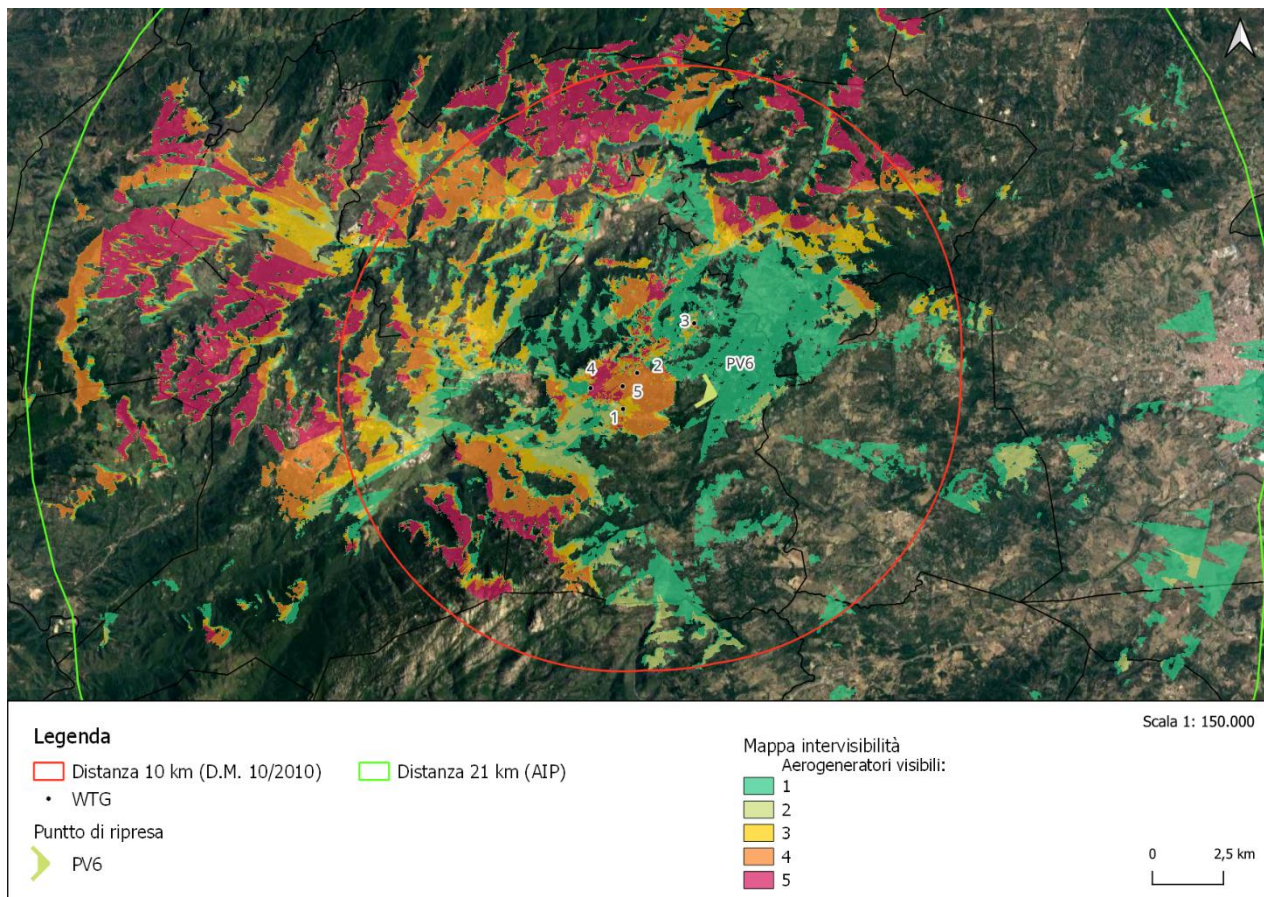 3
PV6
4
2
5
1
Scala 1: 150.000
Legenda
Distanza 10 km (D.M. 10/2010)
Distanza 21 km (AIP)
WTG
Puntto di ripresa
PV6
Mappa intervisibilità
Aerogeneratori visibili:
1
2
3
4
5
0
2,5 km